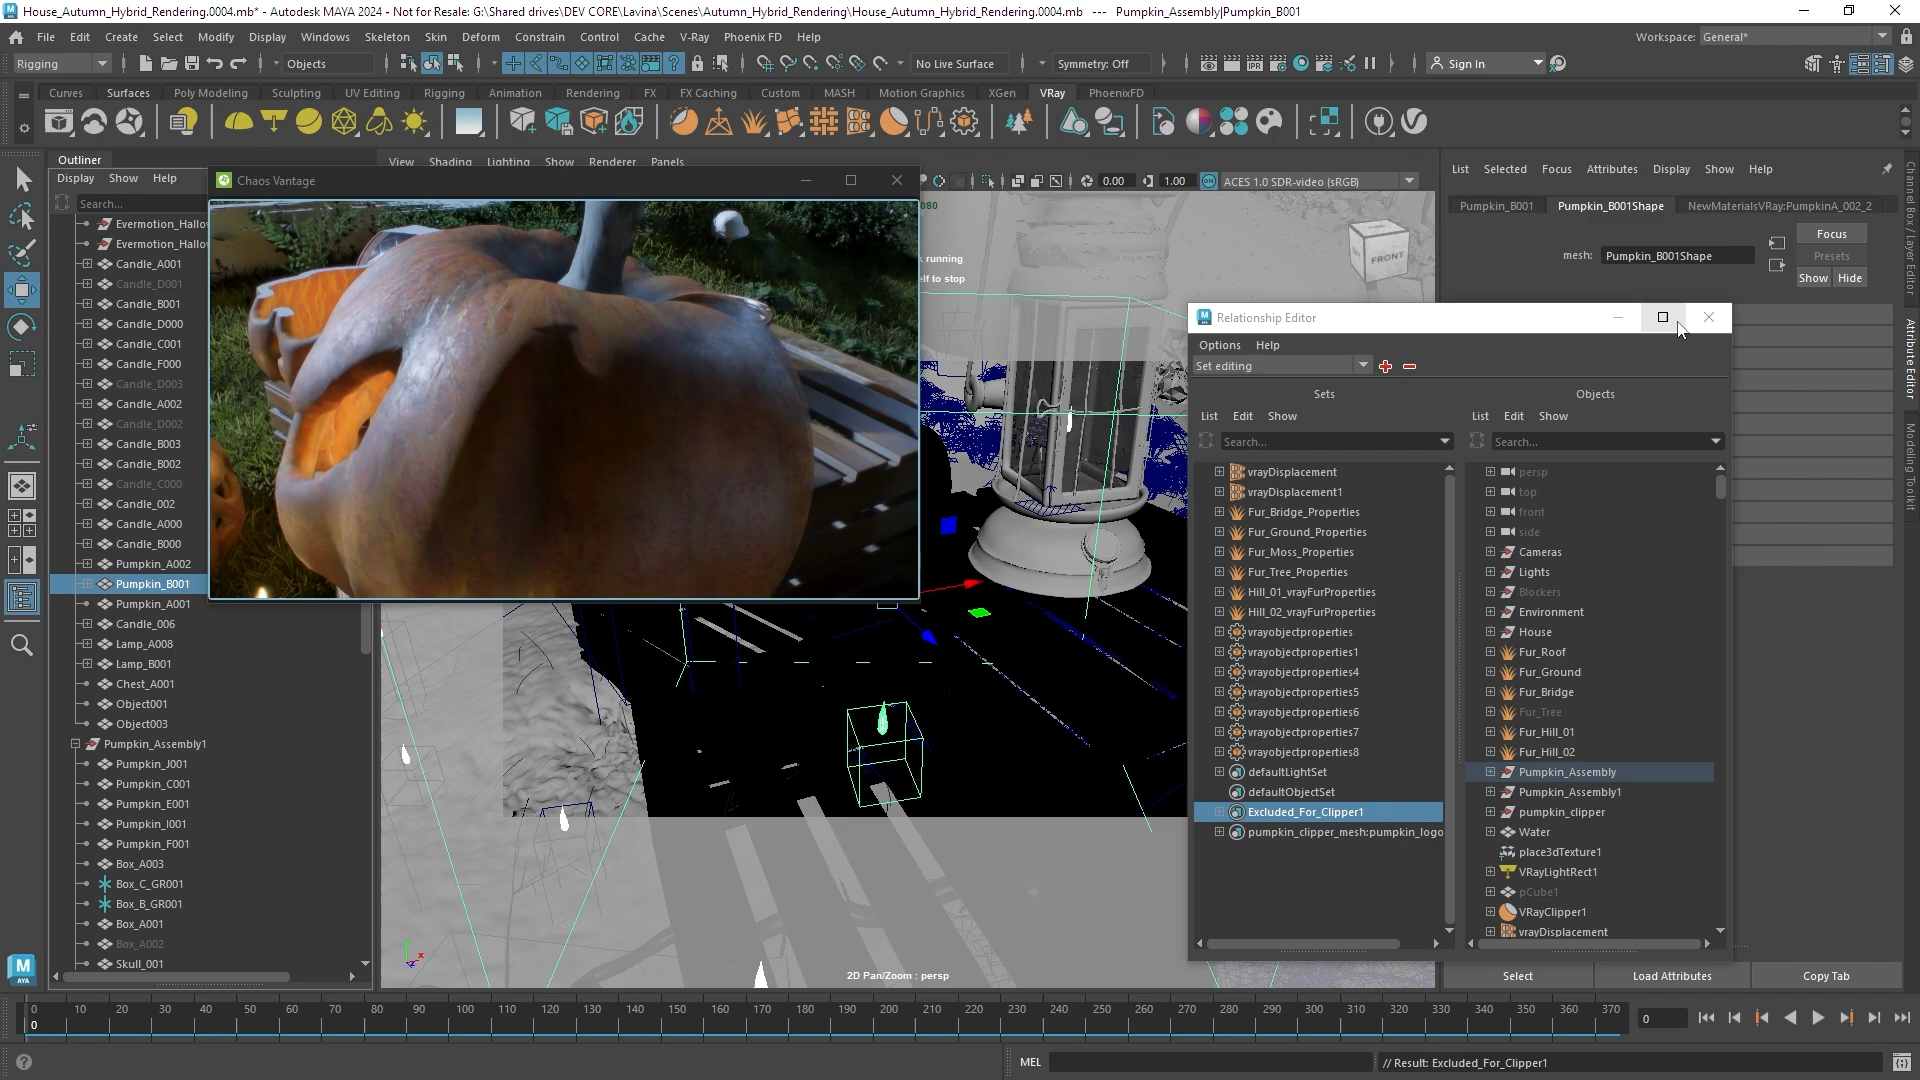 House_Autumn_Hybrid_Rendering.0004.mb* - Autodesk MAYA 2024 - Not for Resale: G:\Shared drives\DEV CORE\Lavina\Scenes\Autumn_Hybrid_Rendering\House_Autumn_Hybrid_Rendering.0004.mb --- Pumpkin_Assembly|Pumpkin_B001
File Edit Create Select Modify Display Windows Skeleton Skin Deform Constrain Control Cache V-Ray Phoenix FD Help Workspace: General*
Rigging Objects No Live Surface Symmetry: Off Sign In
Curves Surfaces Poly Modeling Sculpting UV Editing Rigging Animation Rendering FX FX Caching Custom MASH Motion Graphics XGen VRay PhoenixFD
Outliner
Display Show Help
Search...
Evermotion_Hallo
Evermotion_Hallo
Candle_A001
Candle_D001
Candle_B001
Candle_D000
Candle_C001
Candle_F000
Candle_D003
Candle_A002
Candle_D002
Candle_B003
Candle_B002
Candle_C000
Candle_002
Candle_A000
Candle_B000
Pumpkin_A002
Pumpkin_B001
Pumpkin_A001
Candle_006
Lamp_A008
Lamp_B001
Chest_A001
Object001
Object003
Pumpkin_Assembly1
Pumpkin_J001
Pumpkin_C001
Pumpkin_E001
Pumpkin_I001
Pumpkin_F001
Box_A003
Box_C_GR001
Box_B_GR001
Box_A001
Box_A002
Skull_001
View Shading Lighting Show Renderer Panels
Chaos Vantage
0.00 1.00 ACES 1.0 SDR-video (sRGB)
080
running
lf to stop
FRONT
2D Pan/Zoom : persp
List Selected Focus Attributes Display Show Help
Pumpkin_B001 Pumpkin_B001Shape NewMaterialsVRay:PumpkinA_002_2
mesh: Pumpkin_B001Shape
Focus
Presets
Show Hide
Channel Box / Layer Editor
Attribute Editor
Modeling Toolkit
Relationship Editor
Options Help
Set editing
Sets
List Edit Show
Search...
vrayDisplacement
vrayDisplacement1
Fur_Bridge_Properties
Fur_Ground_Properties
Fur_Moss_Properties
Fur_Tree_Properties
Hill_01_vrayFurProperties
Hill_02_vrayFurProperties
vrayobjectproperties
vrayobjectproperties1
vrayobjectproperties4
vrayobjectproperties5
vrayobjectproperties6
vrayobjectproperties7
vrayobjectproperties8
defaultLightSet
defaultObjectSet
Excluded_For_Clipper1
pumpkin_clipper_mesh:pumpkin_logo
Objects
List Edit Show
Search...
persp
top
front
side
Cameras
Lights
Blockers
Environment
House
Fur_Roof
Fur_Ground
Fur_Bridge
Fur_Tree
Fur_Hill_01
Fur_Hill_02
Pumpkin_Assembly
Pumpkin_Assembly1
pumpkin_clipper
Water
place3dTexture1
VRayLightRect1
pCube1
VRayClipper1
vrayDisplacement
Select Load Attributes Copy Tab
0 10 20 30 40 50 60 70 80 90 100 110 120 130 140 150 160 170 180 190 200 210 220 230 240 250 260 270 280 290 300 310 320 330 340 350 360 370
0
0
MAYA
MEL // Result: Excluded_For_Clipper1